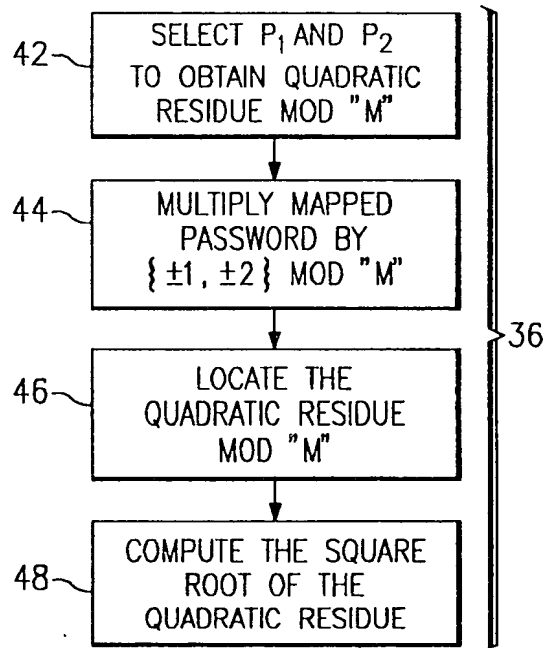 42
SELECT P₁ AND P₂
TO OBTAIN QUADRATIC
RESIDUE MOD "M"
44
MULTIPLY MAPPED
PASSWORD BY
{ ±1, ±2 } MOD "M"
36
46
LOCATE THE
QUADRATIC RESIDUE
MOD "M"
48
COMPUTE THE SQUARE
ROOT OF THE
QUADRATIC RESIDUE